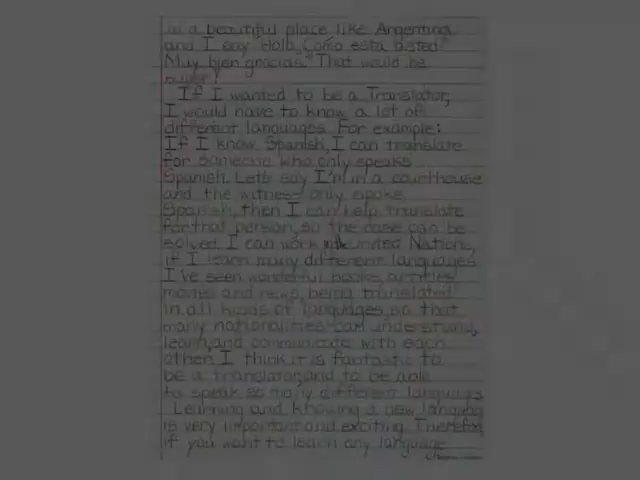 in a beautiful place like Argentina
and I say "Hola, Cómo esta usted"
"Muy bien gracias." That would be
If I wanted to be a Translator,
I would have to know a lot of
different languages. For example:
If I know Spanish, I can translate
for someone who only speaks
Spanish. Let's say I'm in a courthouse
and the witness only spoke
Spanish, then I can help translate
for that person, so the case can be
solved. I can work with United Nations,
if I learn many different languages
I've seen wonderful books, articles
movies and news, being translated
in all kinds of languages, so that
many nationalities can understand,
learn, and communicate with each
other. I think it is fantastic to
be a translator, and to be able
to speak so many different languages
Learning and knowing a new language
is very important and exciting. Therefore,
if you want to learn any language